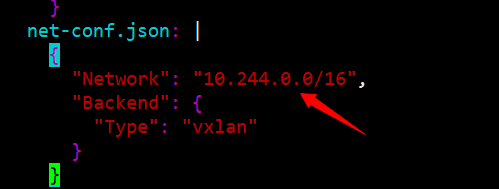 }
net-conf.json: |
{
"Network": "10.244.0.0/16",
"Backend": {
"Type": "vxlan"
}
}